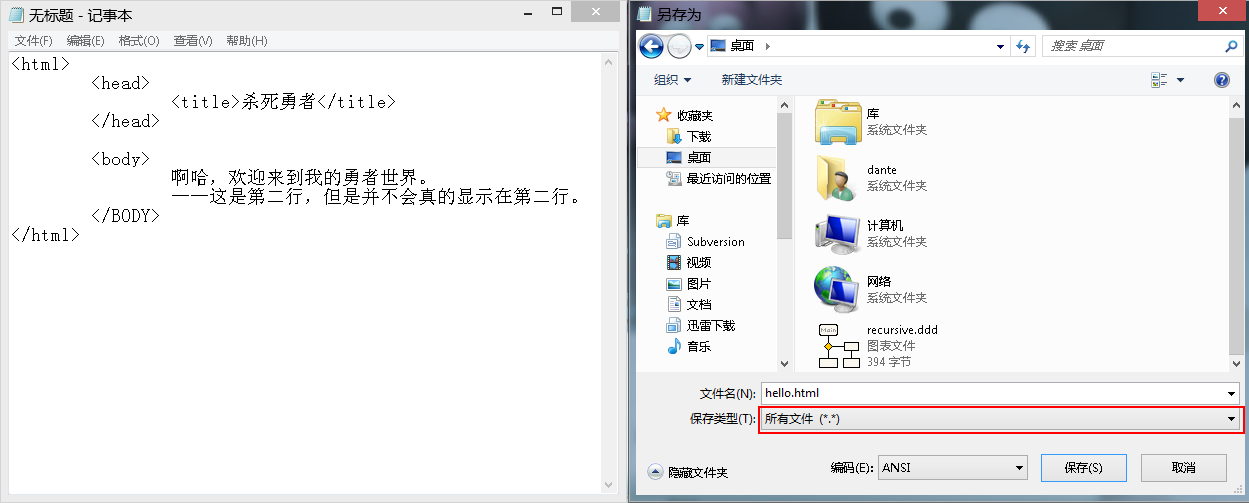 无标题 - 记事本
文件(F) 编辑(E) 格式(O) 查看(V) 帮助(H)
<html>
<head>
<title>杀死勇者</title>
</head>
<body>
啊哈，欢迎来到我的勇者世界。
——这是第二行，但是并不会真的显示在第二行。
</BODY>
</html>
另存为
桌面
搜索 桌面
组织 新建文件夹
收藏夹
下载
桌面
最近访问的位置
库
Subversion
视频
图片
文档
迅雷下载
音乐
库
系统文件夹
dante
系统文件夹
计算机
系统文件夹
网络
系统文件夹
Main
recursive.ddd
图表文件
394 字节
文件名(N): hello.html
保存类型(T): 所有文件 (*.*)
隐藏文件夹 编码(E): ANSI 保存(S) 取消